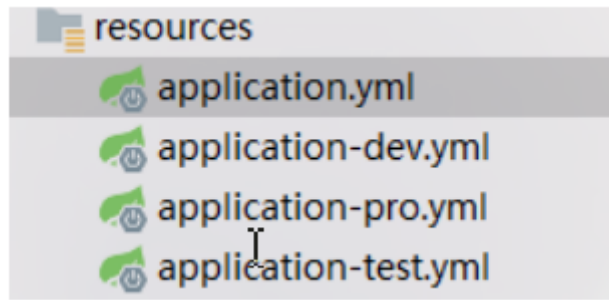 resources
application.yml
application-dev.yml
application-pro.yml
application-test.yml